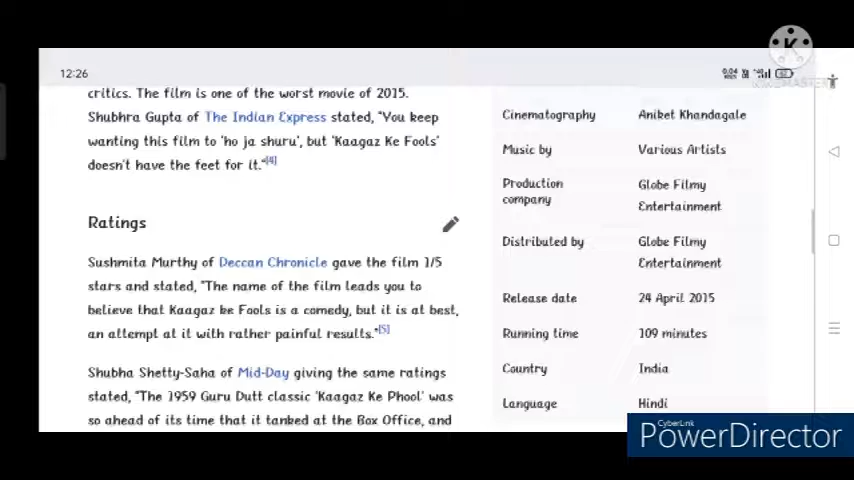 12:26
critics. The film is one of the worst movie of 2015.
Shubhra Gupta of The Indian Express stated, "You keep
wanting this film to 'ho ja shuru', but 'Kaagaz Ke Fools'
doesn't have the feet for it."[4]
Ratings
Sushmita Murthy of Deccan Chronicle gave the film 1/5
stars and stated, "The name of the film leads you to
believe that Kaagaz ke Fools is a comedy, but it is at best,
an attempt at it with rather painful results."[5]
Shubha Shetty-Saha of Mid-Day giving the same ratings
stated, "The 1959 Guru Dutt classic 'Kaagaz Ke Phool' was
so ahead of its time that it tanked at the Box Office, and
Cinematography Aniket Khandagale
Music by Various Artists
Production Globe Filmy
company Entertainment
Distributed by Globe Filmy
Entertainment
Release date 24 April 2015
Running time 109 minutes
Country India
Language Hindi
K
CyberLink
PowerDirector